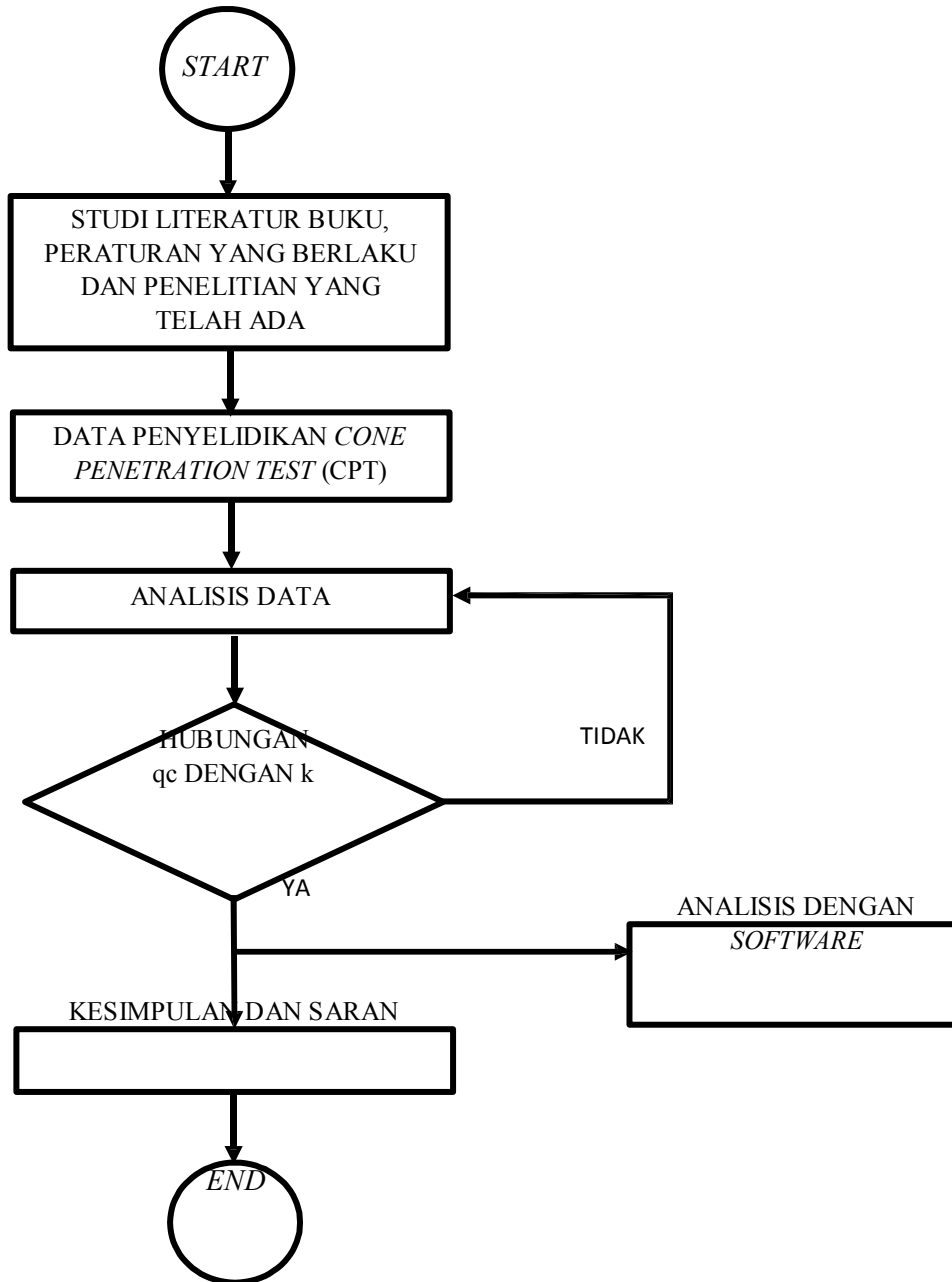 START
STUDI LITERATUR BUKU,
PERATURAN YANG BERLAKU
DAN PENELITIAN YANG
TELAH ADA
DATA PENYELIDIKAN CONE
PENETRATION TEST (CPT)
ANALISIS DATA
HUBUNGAN
qc DENGAN k
TIDAK
YA
ANALISIS DENGAN
SOFTWARE
KESIMPULAN DAN SARAN
END